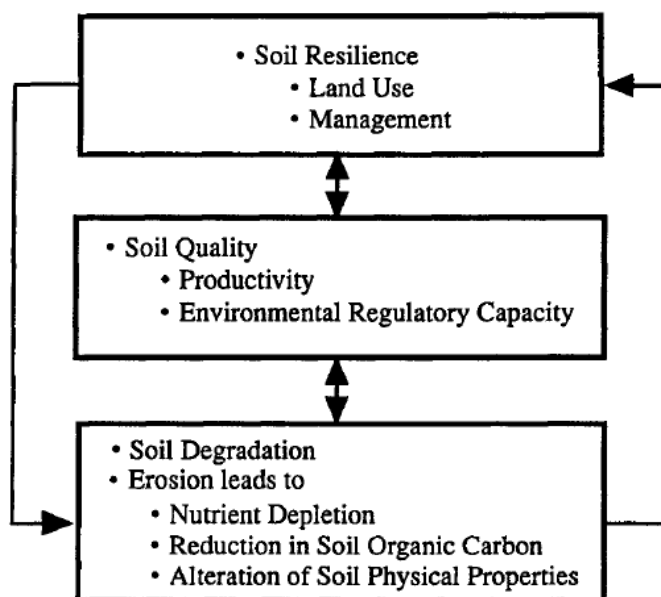 • Soil Resilience
• Land Use
• Management
• Soil Quality
• Productivity
• Environmental Regulatory Capacity
• Soil Degradation
• Erosion leads to
• Nutrient Depletion
• Reduction in Soil Organic Carbon
• Alteration of Soil Physical Properties